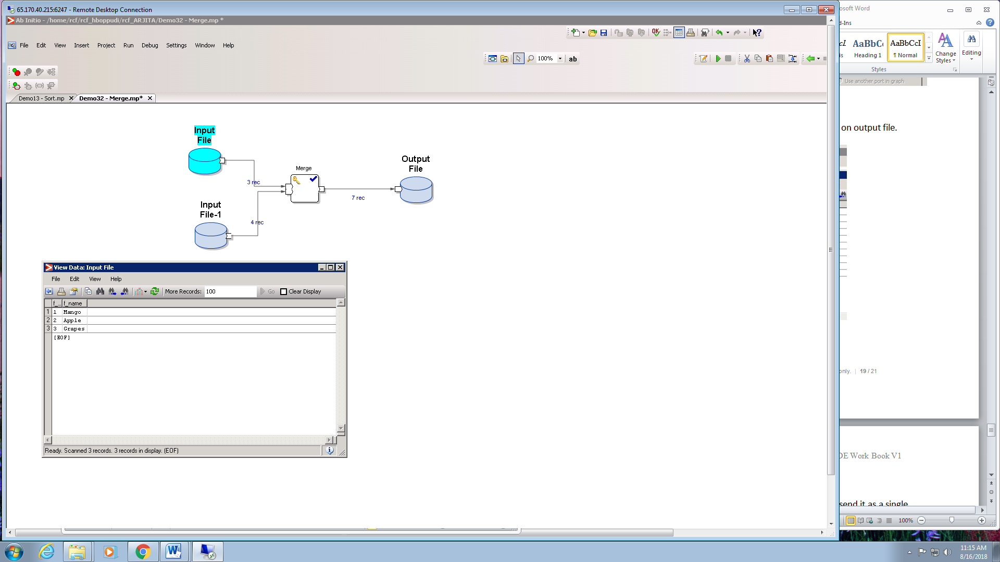 65.170.40.215:6247 - Remote Desktop Connection
Ab Initio - /home/rcf/rcf_hboppudi/rcf_ARJITA/Demo32 - Merge.mp *
File Edit View Insert Project Run Debug Settings Window Help
OK
100%
ab
Demo13 - Sort.mp
Demo32 - Merge.mp*
Input
File
3 rec
Merge
Output
File
7 rec
Input
File-1
4 rec
View Data: Input File
File Edit View Help
More Records: 100 Go Clear Display
f_... f_name
1 1 Mango
2 2 Apple
3 3 Grapes
[EOF]
Ready. Scanned 3 records. 3 records in display. (EOF)
osoft Word
d-Ins
AaBbC AaBbCcI
Heading 1 ¶ Normal
Change
Styles
Editing
Styles
Use another port in graph
on output file.
only. | 19 / 21
DE Work Book V1
send it as a single
100%
11:15 AM
8/16/2018